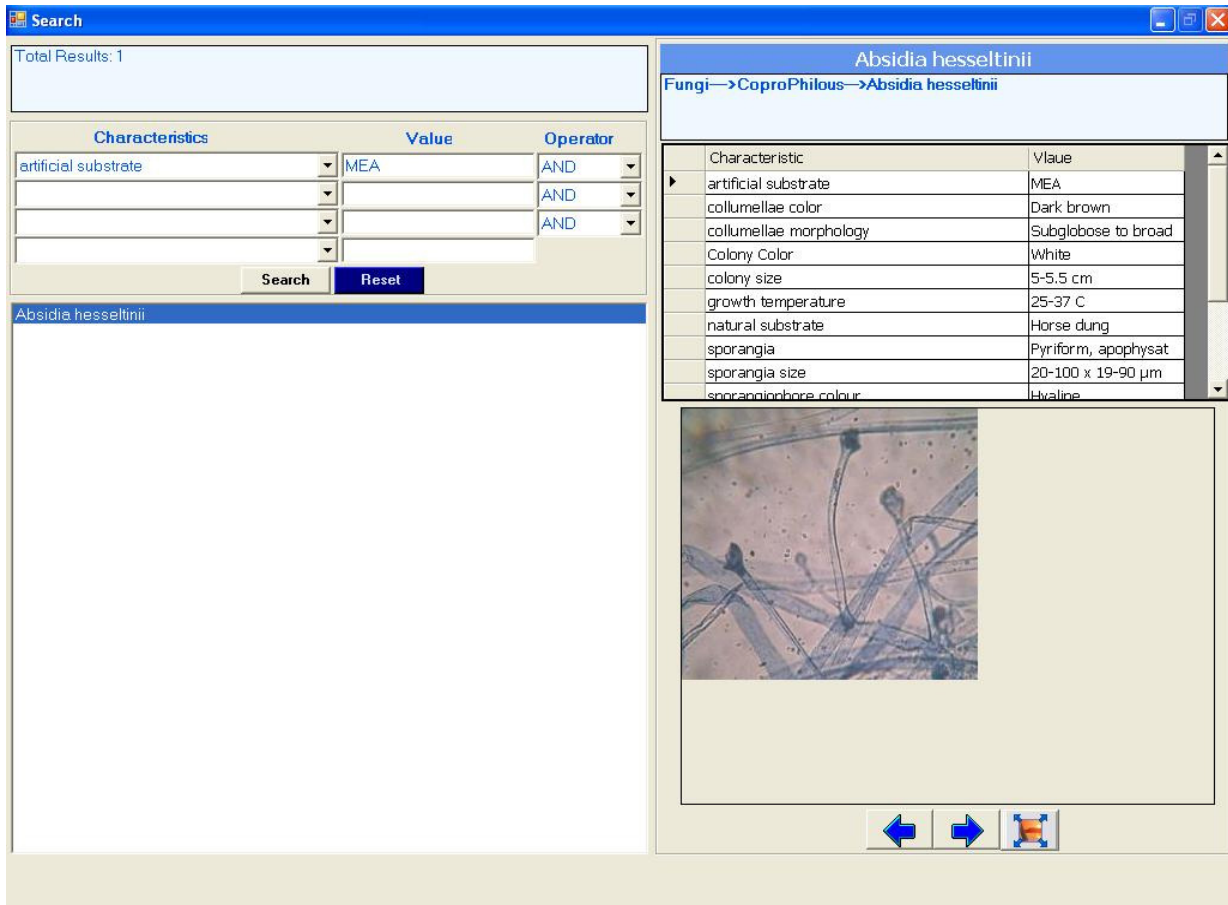 Search
Total Results: 1
Characteristics Value Operator
artificial substrate MEA AND
AND
AND
Search Reset
Absidia hesseltinii
Absidia hesseltinii
Fungi-->CoproPhilous-->Absidia hesseltinii
Characteristic Vlaue
artificial substrate MEA
collumellae color Dark brown
collumellae morphology Subglobose to broad
Colony Color White
colony size 5-5.5 cm
growth temperature 25-37 C
natural substrate Horse dung
sporangia Pyriform, apophysat
sporangia size 20-100 x 19-90 µm
sporangiophore colour Hyaline